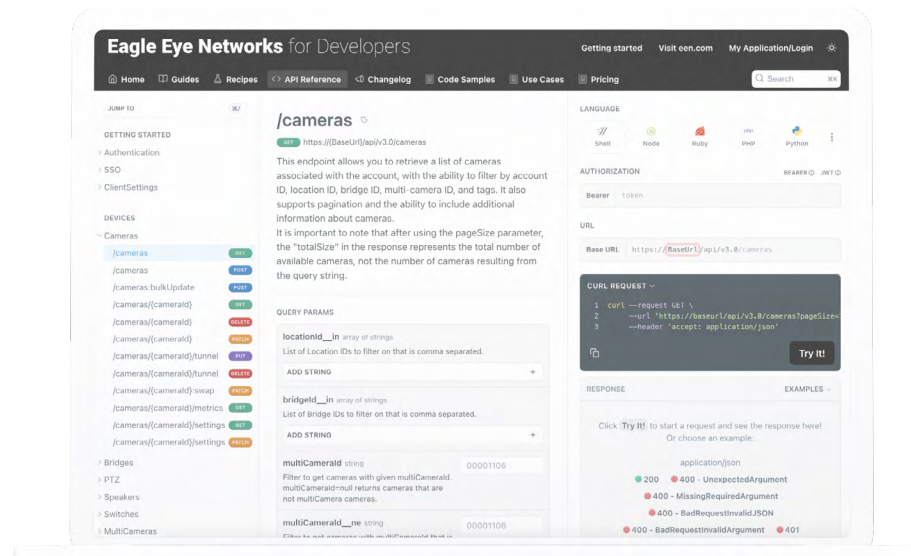 Eagle Eye Networks for Developers
Getting started Visit een.com My Application/Login
Home Guides Recipes <> API Reference Changelog Code Samples Use Cases Pricing Search ⌘K
JUMP TO ⌘/
GETTING STARTED
> Authentication
> SSO
> ClientSettings
DEVICES
Cameras
/cameras GET
/cameras POST
/cameras:bulkUpdate POST
/cameras/{cameraId} GET
/cameras/{cameraId} DELETE
/cameras/{cameraId} PATCH
/cameras/{cameraId}/tunnel PUT
/cameras/{cameraId}/tunnel DELETE
/cameras/{cameraId}:swap PATCH
/cameras/{cameraId}/metrics GET
/cameras/{cameraId}/settings GET
/cameras/{cameraId}/settings PATCH
> Bridges
> PTZ
> Speakers
> Switches
> MultiCameras
/cameras
GET https://{BaseUrl}/api/v3.0/cameras
This endpoint allows you to retrieve a list of cameras
associated with the account, with the ability to filter by account
ID, location ID, bridge ID, multi-camera ID, and tags. It also
supports pagination and the ability to include additional
information about cameras.
It is important to note that after using the pageSize parameter,
the "totalSize" in the response represents the total number of
available cameras, not the number of cameras resulting from
the query string.
QUERY PARAMS
locationId__in array of strings
List of Location IDs to filter on that is comma separated.
ADD STRING +
bridgeId__in array of strings
List of Bridge IDs to filter on that is comma separated.
ADD STRING +
multiCameraId string 00001106
Filter to get cameras with given multiCameraId.
multiCameraId=null returns cameras that are
not multiCamera cameras.
multiCameraId__ne string 00001106
Filter to get cameras with multiCameraId that is
LANGUAGE
Shell Node Ruby PHP Python
AUTHORIZATION BEARER JWT
Bearer token
URL
Base URL https://BaseUrl/api/v3.0/cameras
CURL REQUEST
1 curl --request GET \
2 --url 'https://baseurl/api/v3.0/cameras?pageSize=
3 --header 'accept: application/json'
Try It!
RESPONSE EXAMPLES
Click Try It! to start a request and see the response here!
Or choose an example:
application/json
200 400 - UnexpectedArgument
400 - MissingRequiredArgument
400 - BadRequestInvalidJSON
400 - BadRequestInvalidArgument 401